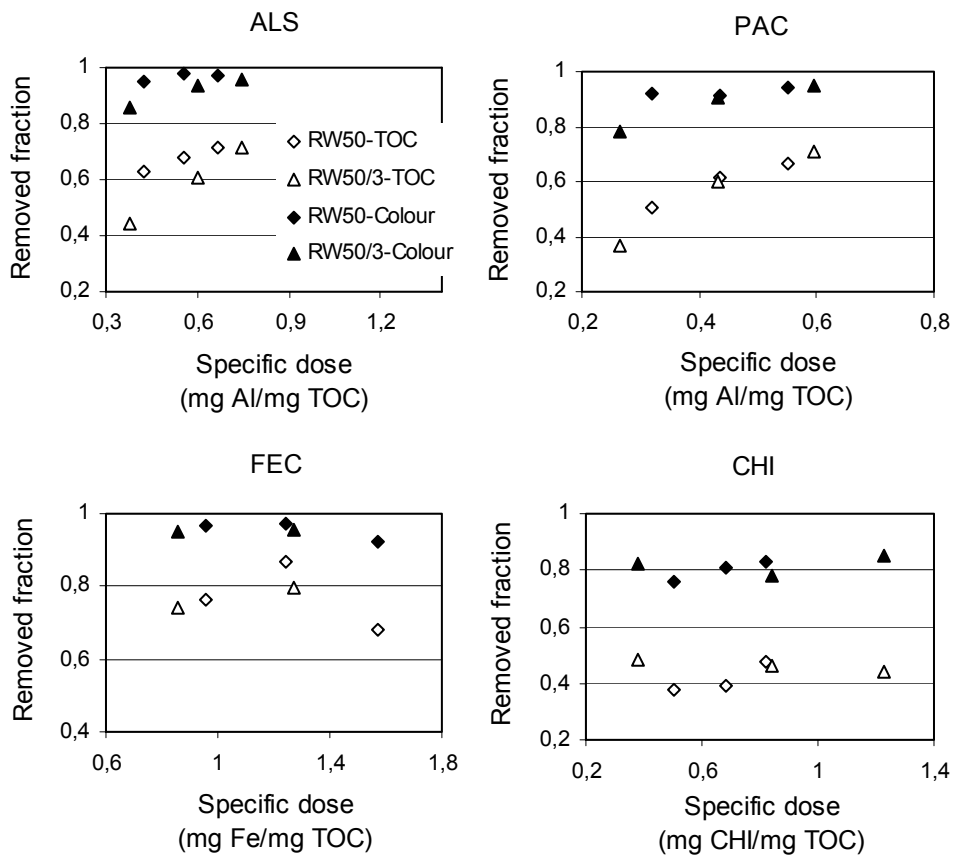 ALS
Removed fraction
1
0,8
0,6
0,4
0,2
0,3
0,6
0,9
1,2
RW50-TOC
RW50/3-TOC
RW50-Colour
RW50/3-Colour
Specific dose
(mg Al/mg TOC)
PAC
Removed fraction
1
0,8
0,6
0,4
0,2
0,2
0,4
0,6
0,8
Specific dose
(mg Al/mg TOC)
FEC
Removed fraction
1
0,8
0,6
0,4
0,6
1
1,4
1,8
Specific dose
(mg Fe/mg TOC)
CHI
Removed fraction
1
0,8
0,6
0,4
0,2
0,2
0,6
1
1,4
Specific dose
(mg CHI/mg TOC)